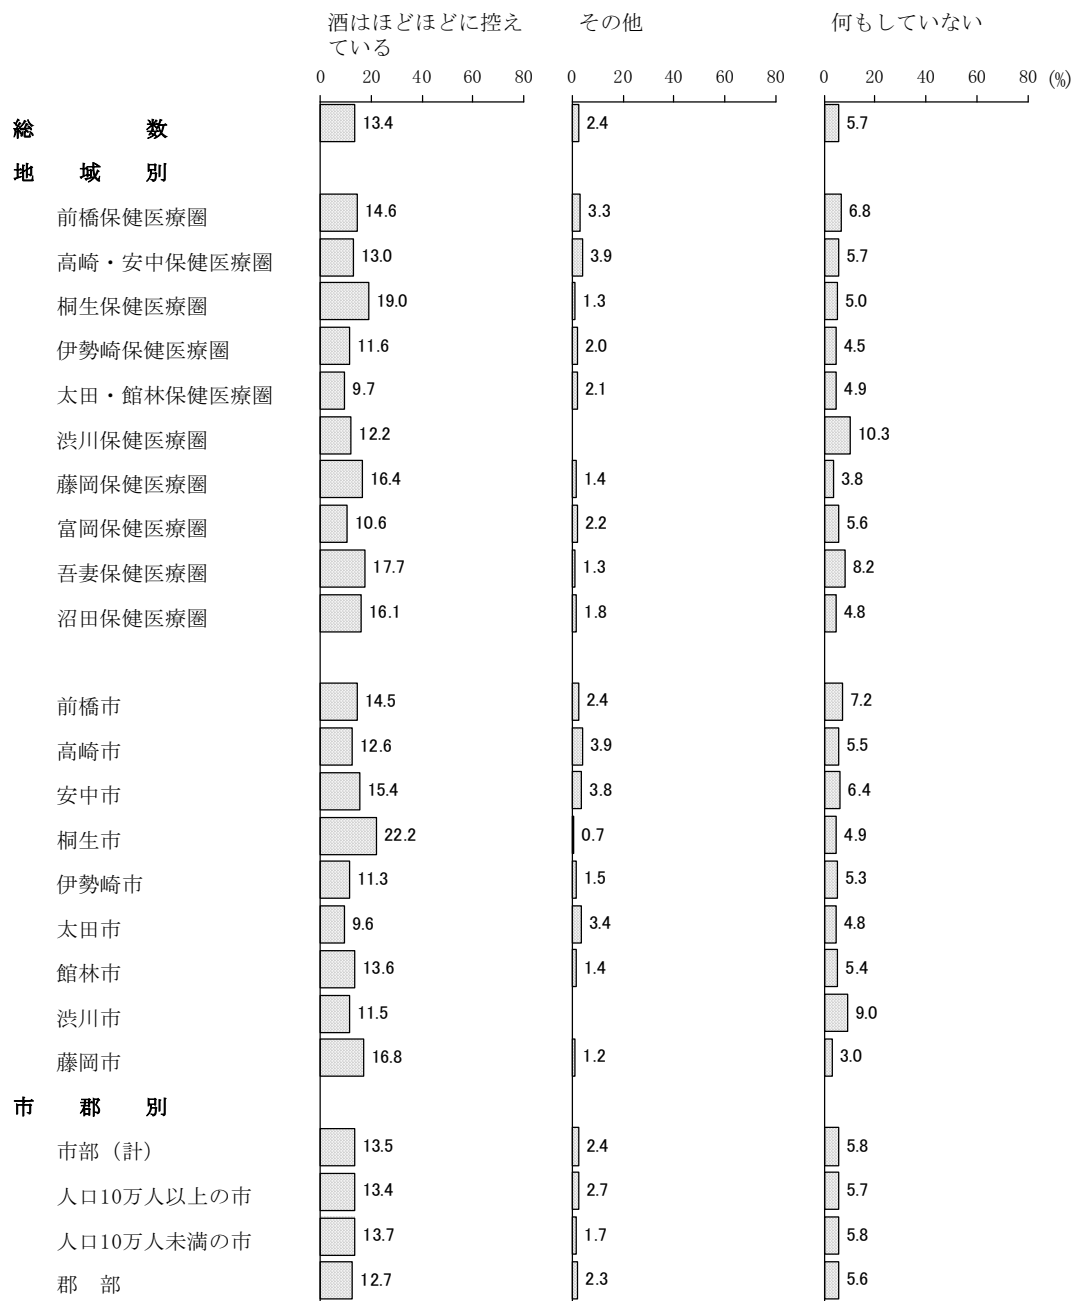 酒はほどほどに控え その他 何もしていない
ている
0 20 40 60 80 0 20 40 60 80 0 20 40 60 80 (%)
総 数 13.4 2.4 5.7
地 域 別
前橋保健医療圏 14.6 3.3 6.8
高崎・安中保健医療圏 13.0 3.9 5.7
桐生保健医療圏 19.0 1.3 5.0
伊勢崎保健医療圏 11.6 2.0 4.5
太田・館林保健医療圏 9.7 2.1 4.9
渋川保健医療圏 12.2 10.3
藤岡保健医療圏 16.4 1.4 3.8
富岡保健医療圏 10.6 2.2 5.6
吾妻保健医療圏 17.7 1.3 8.2
沼田保健医療圏 16.1 1.8 4.8
前橋市 14.5 2.4 7.2
高崎市 12.6 3.9 5.5
安中市 15.4 3.8 6.4
桐生市 22.2 0.7 4.9
伊勢崎市 11.3 1.5 5.3
太田市 9.6 3.4 4.8
館林市 13.6 1.4 5.4
渋川市 11.5 9.0
藤岡市 16.8 1.2 3.0
市 郡 別
市部（計） 13.5 2.4 5.8
人口10万人以上の市 13.4 2.7 5.7
人口10万人未満の市 13.7 1.7 5.8
郡 部 12.7 2.3 5.6